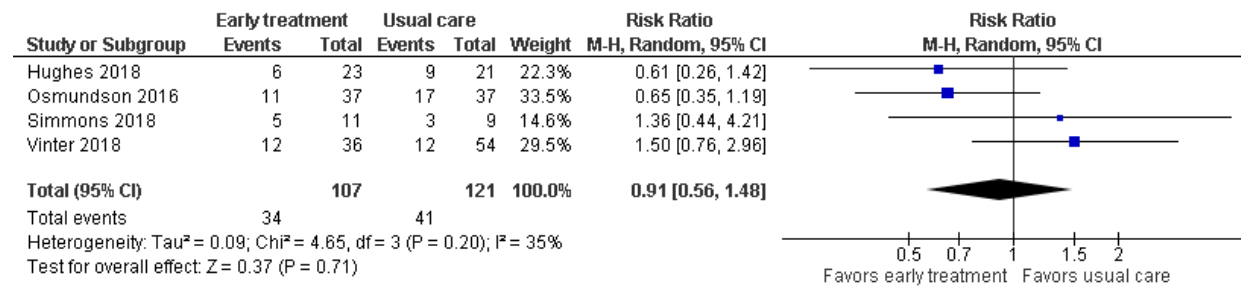 Early treatment Usual care Risk Ratio Risk Ratio
Study or Subgroup Events Total Events Total Weight M-H, Random, 95% CI M-H, Random, 95% CI
Hughes 2018 6 23 9 21 22.3% 0.61 [0.26, 1.42]
Osmundson 2016 11 37 17 37 33.5% 0.65 [0.35, 1.19]
Simmons 2018 5 11 3 9 14.6% 1.36 [0.44, 4.21]
Vinter 2018 12 36 12 54 29.5% 1.50 [0.76, 2.96]
Total (95% CI) 107 121 100.0% 0.91 [0.56, 1.48]
Total events 34 41
Heterogeneity: Tau² = 0.09; Chi² = 4.65, df = 3 (P = 0.20); I² = 35%
Test for overall effect: Z = 0.37 (P = 0.71)
0.5 0.7 1 1.5 2
Favors early treatment Favors usual care